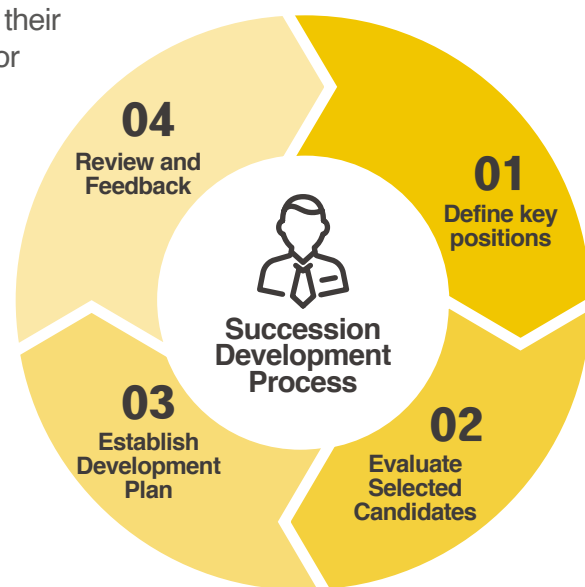 their
or
04
Review and
Feedback
01
Define key
positions
Succession
Development
Process
03
Establish
Development
Plan
02
Evaluate
Selected
Candidates